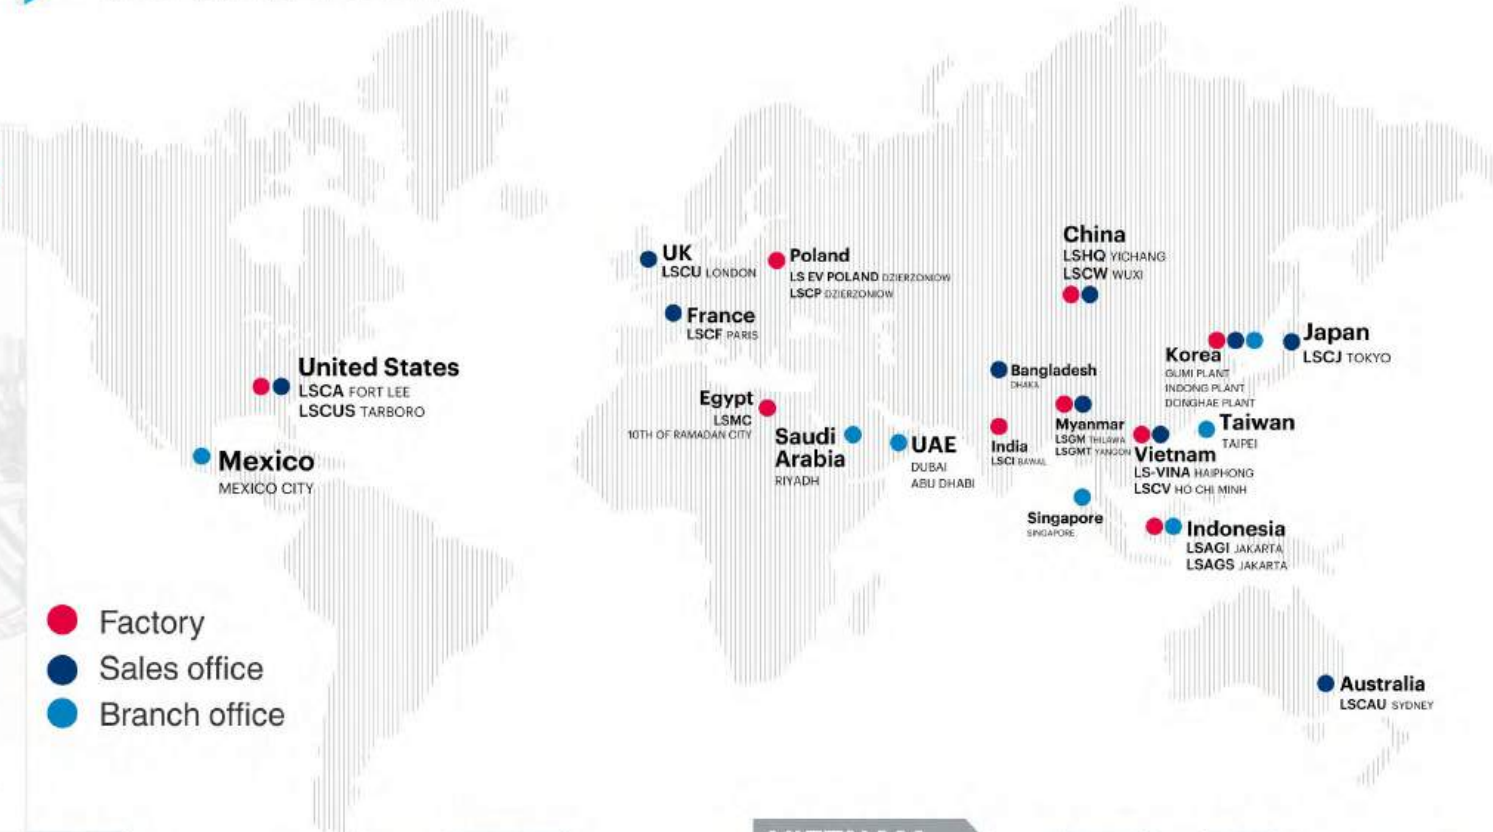 UK
LSCU LONDON
Poland
LS EV POLAND DZIERZONIOW
LSCP DZIERZONIOW
France
LSCF PARIS
China
LSHQ YICHANG
LSCW WUXI
Japan
LSCJ TOKYO
Korea
GUMI PLANT
INDONG PLANT
DONGHAE PLANT
United States
LSCA FORT LEE
LSCUS TARBORO
Mexico
MEXICO CITY
Egypt
LSMC
10TH OF RAMADAN CITY
Saudi
Arabia
RIYADH
UAE
DUBAI
ABU DHABI
Bangladesh
DHAKA
India
LSCI BAWAL
Myanmar
LSGM THILAWA
LSGMT YANGON
Vietnam
LS-VINA HAIPHONG
LSCV HO CHI MINH
Taiwan
TAIPEI
Singapore
SINGAPORE
Indonesia
LSAGI JAKARTA
LSAGS JAKARTA
Australia
LSCAU SYDNEY
Factory
Sales office
Branch office